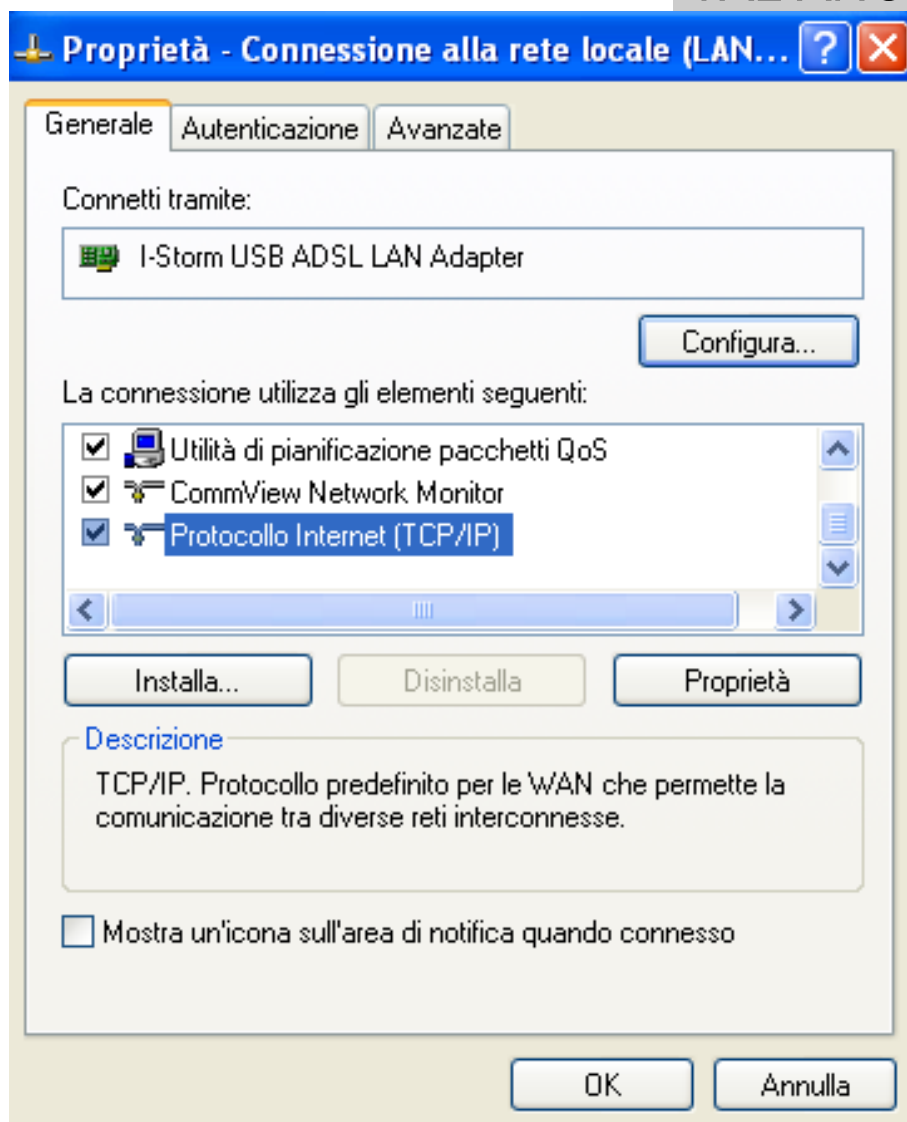 Proprietà - Connessione alla rete locale (LAN...
Generale
Autenticazione
Avanzate
Connetti tramite:
I-Storm USB ADSL LAN Adapter
Configura...
La connessione utilizza gli elementi seguenti:
Utilità di pianificazione pacchetti QoS
CommView Network Monitor
Protocollo Internet (TCP/IP)
Installa...
Disinstalla
Proprietà
Descrizione
TCP/IP. Protocollo predefinito per le WAN che permette la
comunicazione tra diverse reti interconnesse.
Mostra un'icona sull'area di notifica quando connesso
OK
Annulla